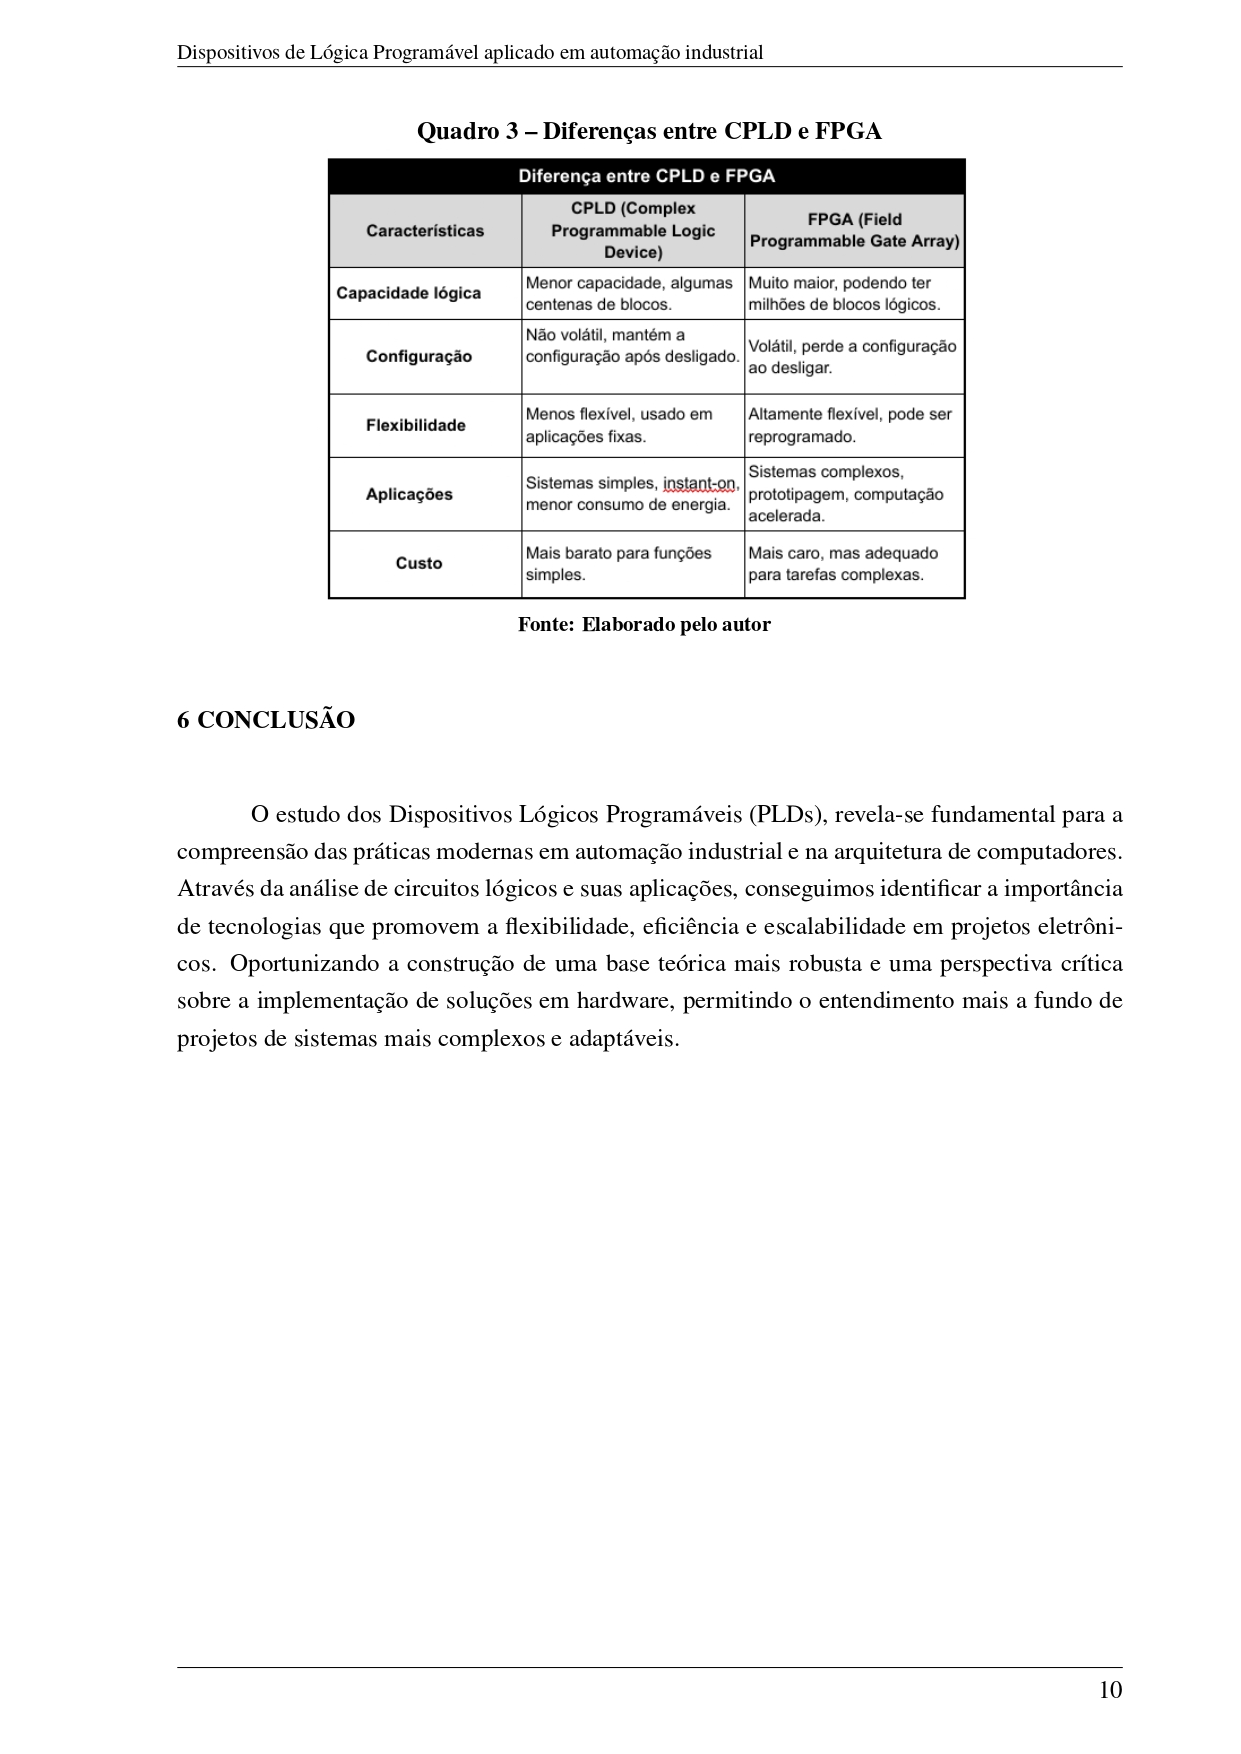 Dispositivos de Lógica Programável aplicado em automação industrial
Quadro 3 – Diferenças entre CPLD e FPGA
Diferença entre CPLD e FPGA
Características
CPLD (Complex
Programmable Logic
Device)
FPGA (Field
Programmable Gate Array)
Capacidade lógica
Menor capacidade, algumas
centenas de blocos.
Muito maior, podendo ter
milhões de blocos lógicos.
Configuração
Não volátil, mantém a
configuração após desligado.
Volátil, perde a configuração
ao desligar.
Flexibilidade
Menos flexível, usado em
aplicações fixas.
Altamente flexível, pode ser
reprogramado.
Aplicações
Sistemas simples, instant-on,
menor consumo de energia.
Sistemas complexos,
prototipagem, computação
acelerada.
Custo
Mais barato para funções
simples.
Mais caro, mas adequado
para tarefas complexas.
Fonte: Elaborado pelo autor
6 CONCLUSÃO
O estudo dos Dispositivos Lógicos Programáveis (PLDs), revela-se fundamental para a
compreensão das práticas modernas em automação industrial e na arquitetura de computadores.
Através da análise de circuitos lógicos e suas aplicações, conseguimos identificar a importância
de tecnologias que promovem a flexibilidade, eficiência e escalabilidade em projetos eletrôni-
cos. Oportunizando a construção de uma base teórica mais robusta e uma perspectiva crítica
sobre a implementação de soluções em hardware, permitindo o entendimento mais a fundo de
projetos de sistemas mais complexos e adaptáveis.
10